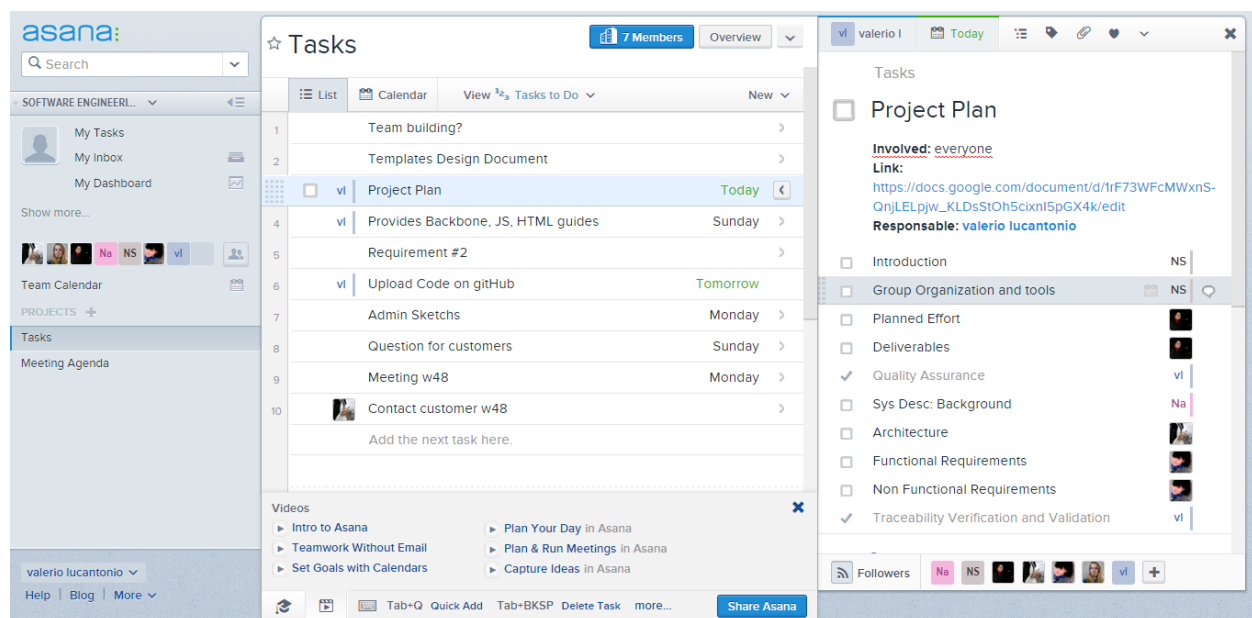 asana:
Search
SOFTWARE ENGINEERI...
My Tasks
My Inbox
My Dashboard
Show more...
Na NS vl
Team Calendar
PROJECTS +
Tasks
Meeting Agenda
valerio lucantonio
Help | Blog | More
Tasks
7 Members
Overview
List
Calendar
View Tasks to Do
New
1 Team building?
2 Templates Design Document
vl Project Plan Today
4 vl Provides Backbone, JS, HTML guides Sunday
5 Requirement #2
6 vl Upload Code on gitHub Tomorrow
7 Admin Sketchs Monday
8 Question for customers Sunday
9 Meeting w48 Monday
10 Contact customer w48
Add the next task here.
Videos
Intro to Asana
Teamwork Without Email
Set Goals with Calendars
Plan Your Day in Asana
Plan & Run Meetings in Asana
Capture Ideas in Asana
Tab+Q Quick Add Tab+BKSP Delete Task more...
Share Asana
vl valerio l
Today
Tasks
Project Plan
Involved: everyone
Link:
https://docs.google.com/document/d/1rF73WFcMWxnS-
QnjLELpjw_KLDsStOh5cixnI5pGX4k/edit
Responsable: valerio lucantonio
Introduction NS
Group Organization and tools NS
Planned Effort
Deliverables
Quality Assurance vl
Sys Desc: Background Na
Architecture
Functional Requirements
Non Functional Requirements
Traceability Verification and Validation vl
Followers Na NS vl +